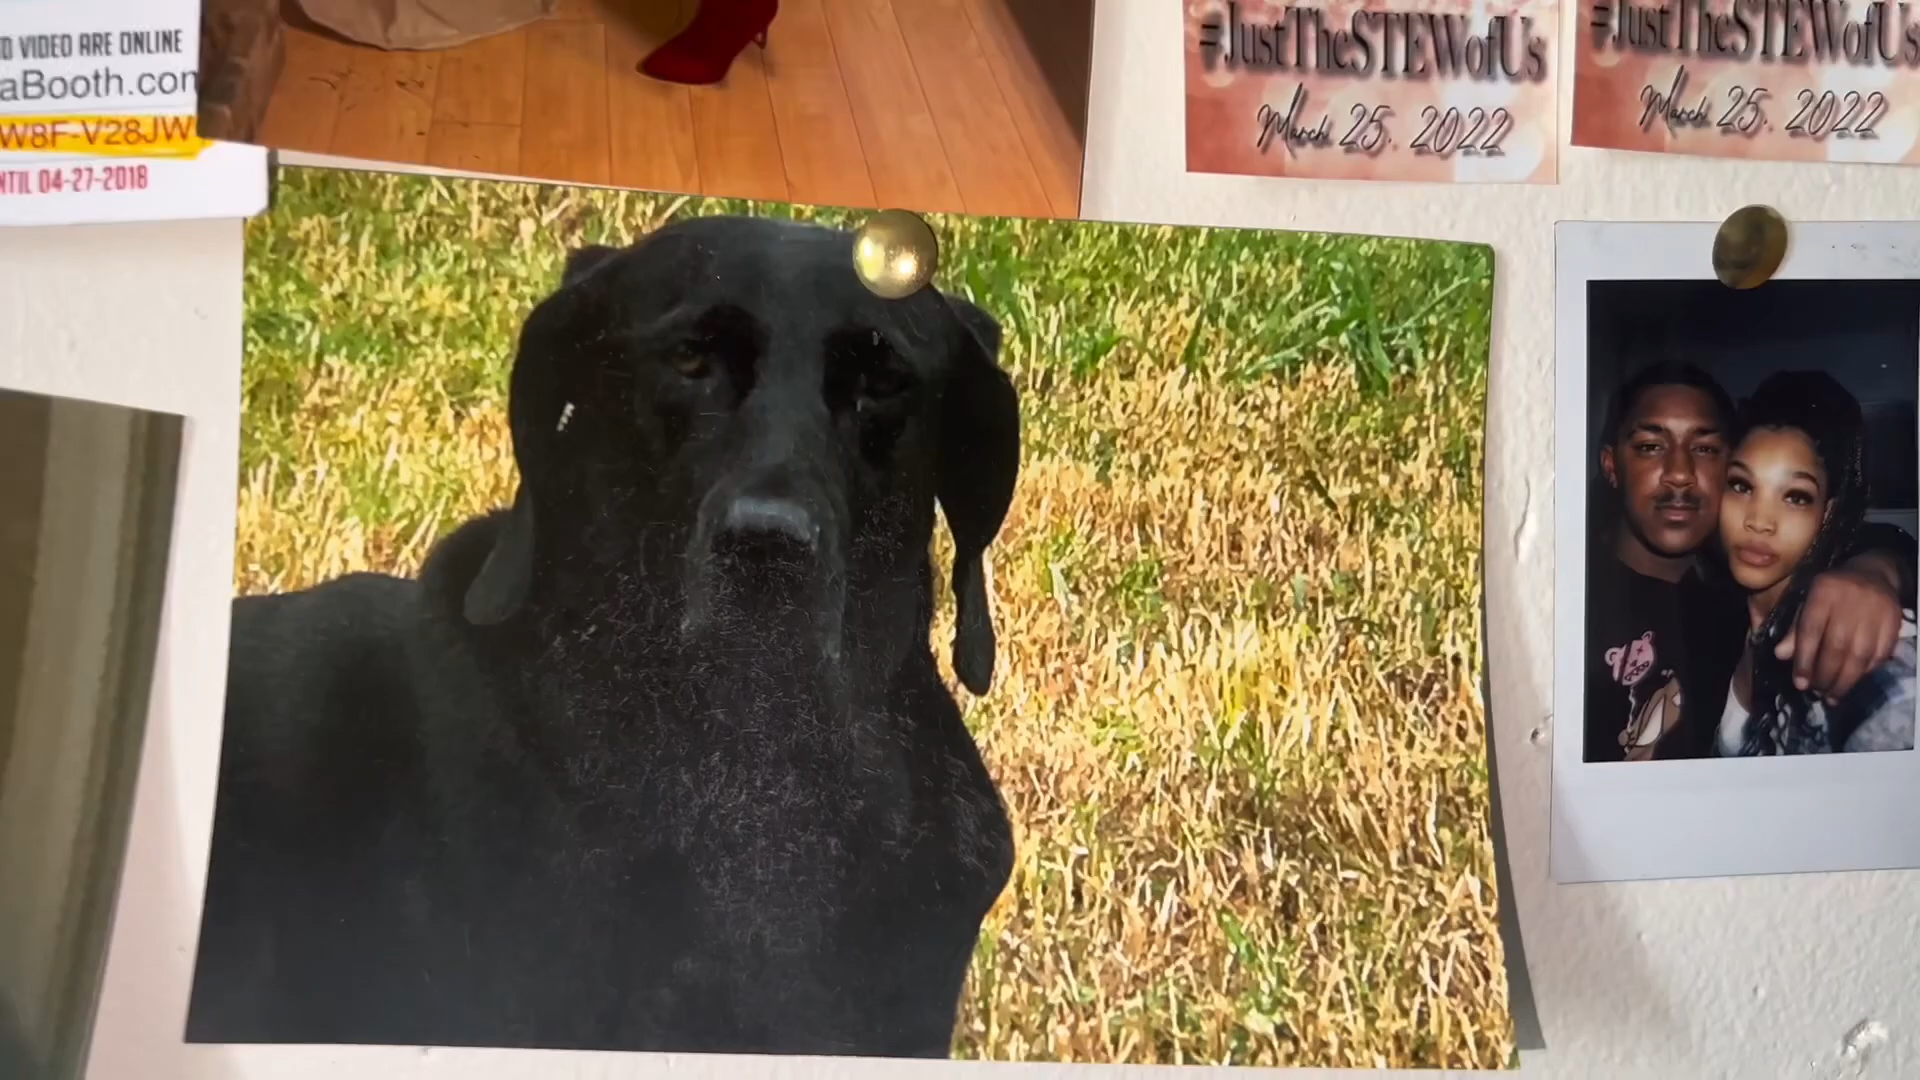 VIDEO ARE ONLINE
aBooth.com
W8F-V28JW
NTIL 04-27-2018
#JustTheSTEWofUs
March 25, 2022
#JustTheSTEWofUs
March 25, 2022